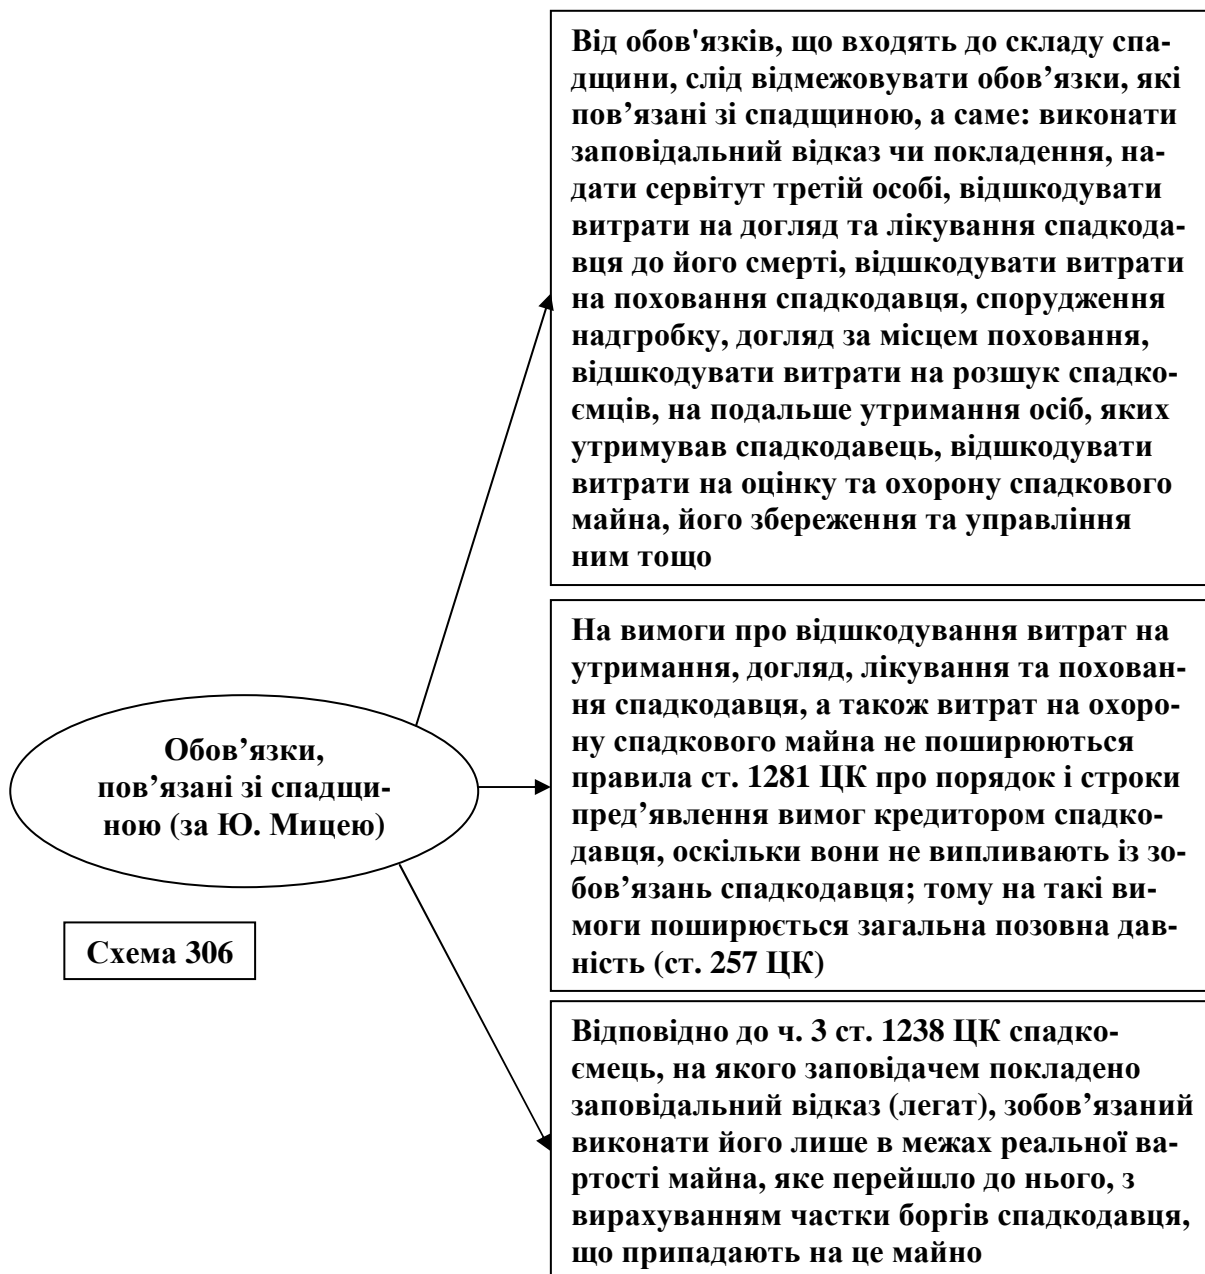 Від обов'язків, що входять до складу спа-
дщини, слід відмежовувати обов’язки, які
пов’язані зі спадщиною, а саме: виконати
заповідальний відказ чи покладення, на-
дати сервітут третій особі, відшкодувати
витрати на догляд та лікування спадкода-
вця до його смерті, відшкодувати витрати
на поховання спадкодавця, спорудження
надгробку, догляд за місцем поховання,
відшкодувати витрати на розшук спадко-
ємців, на подальше утримання осіб, яких
утримував спадкодавець, відшкодувати
витрати на оцінку та охорону спадкового
майна, його збереження та управління
ним тощо
На вимоги про відшкодування витрат на
утримання, догляд, лікування та похован-
ня спадкодавця, а також витрат на охоро-
ну спадкового майна не поширюються
правила ст. 1281 ЦК про порядок і строки
пред’явлення вимог кредитором спадко-
давця, оскільки вони не випливають із зо-
бов’язань спадкодавця; тому на такі ви-
моги поширюється загальна позовна дав-
ність (ст. 257 ЦК)
Обов’язки,
пов’язані зі спадщи-
ною (за Ю. Мицею)
Схема 306
Відповідно до ч. 3 ст. 1238 ЦК спадко-
ємець, на якого заповідачем покладено
заповідальний відказ (легат), зобов’язаний
виконати його лише в межах реальної ва-
ртості майна, яке перейшло до нього, з
вирахуванням частки боргів спадкодавця,
що припадають на це майно